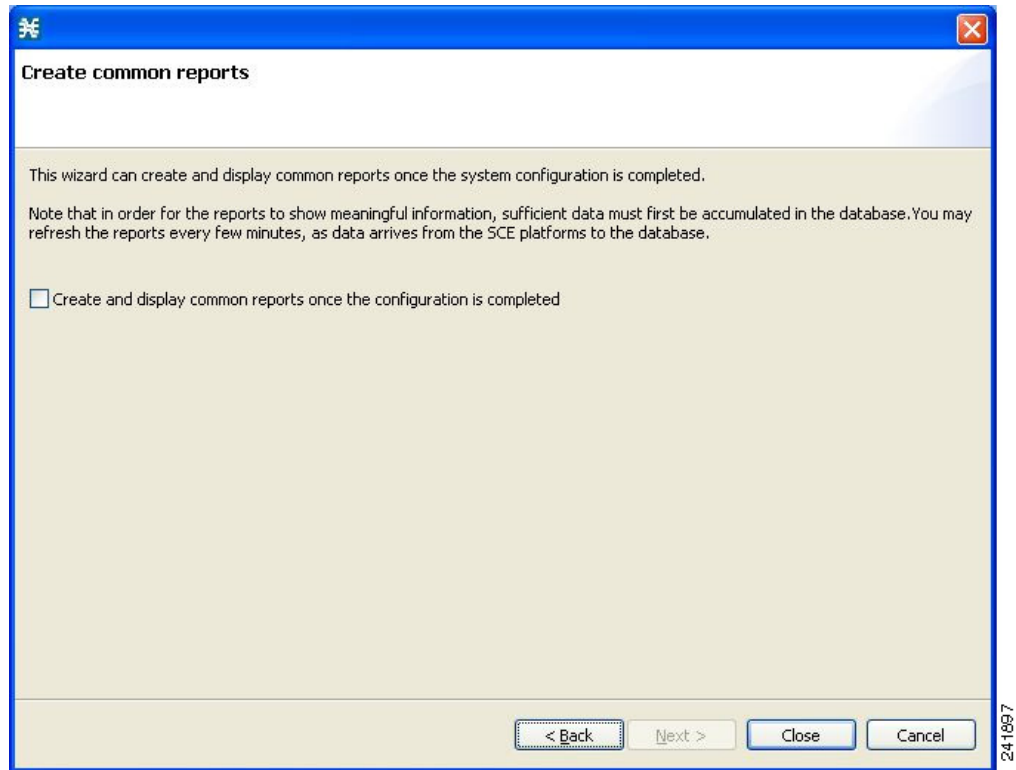 Create common reports
This wizard can create and display common reports once the system configuration is completed.
Note that in order for the reports to show meaningful information, sufficient data must first be accumulated in the database.You may
refresh the reports every few minutes, as data arrives from the SCE platforms to the database.
Create and display common reports once the configuration is completed
< Back Next > Close Cancel
241897